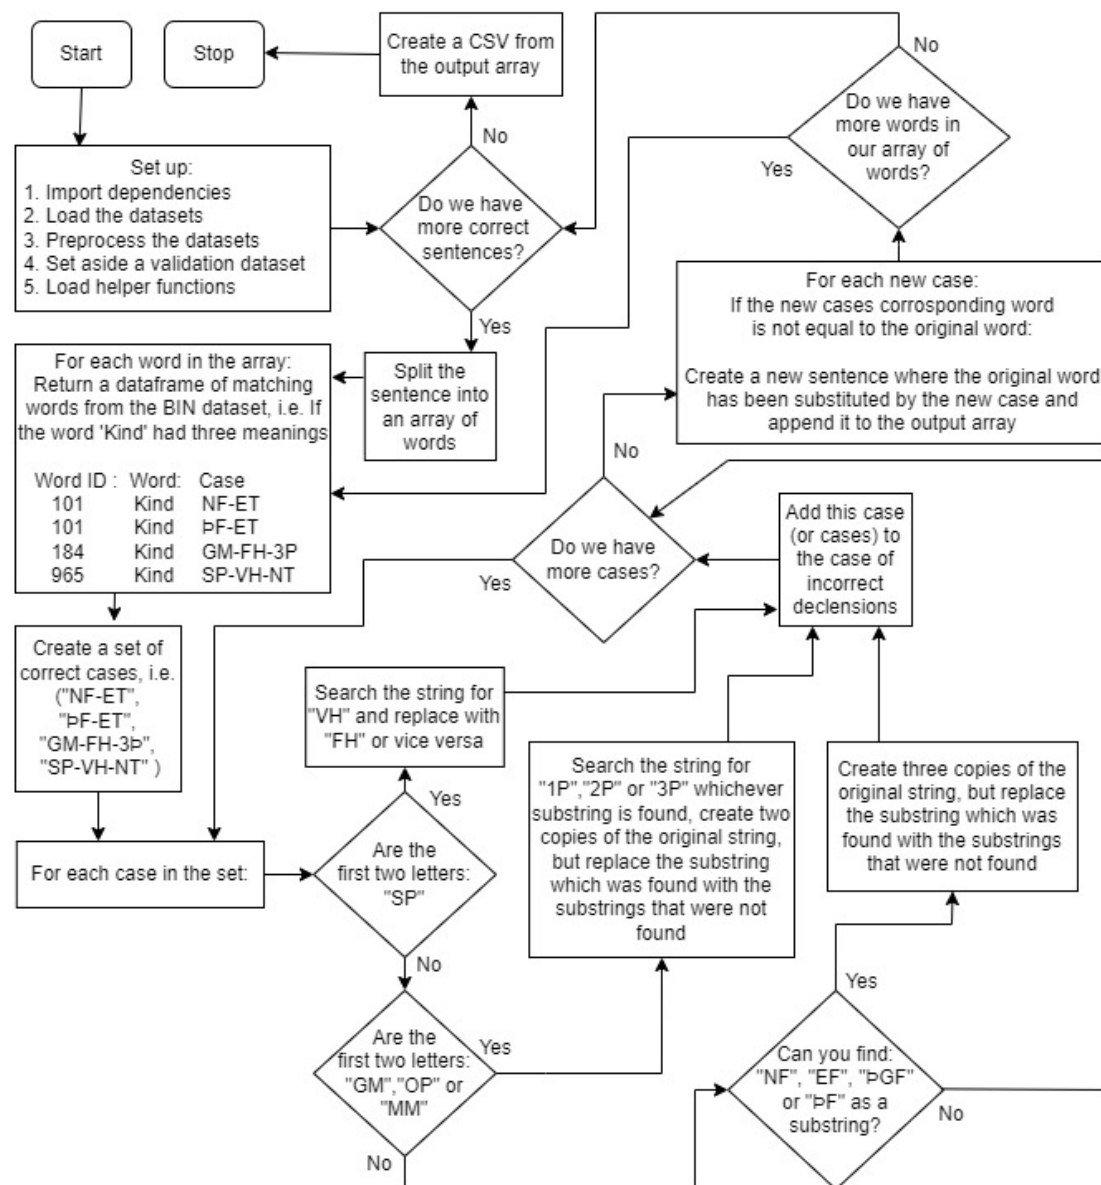 Start
Stop
Create a CSV from
the output array
No
Do we have
more words in
our array of
words?
Yes
No
Set up:
1. Import dependencies
2. Load the datasets
3. Preprocess the datasets
4. Set aside a validation dataset
5. Load helper functions
Do we have
more correct
sentences?
Yes
For each new case:
If the new cases corrosponding word
is not equal to the original word:
Create a new sentence where the original word
has been substituted by the new case and
append it to the output array
Split the
sentence into
an array of
words
For each word in the array:
Return a dataframe of matching
words from the BIN dataset, i.e. If
the word 'Kind' had three meanings
Word ID : Word: Case
101 Kind NF-ET
101 Kind ÞF-ET
184 Kind GM-FH-3P
965 Kind SP-VH-NT
No
Do we have
more cases?
Yes
Add this case
(or cases) to
the case of
incorrect
declensions
Create a set of
correct cases, i.e.
("NF-ET",
"ÞF-ET",
"GM-FH-3Þ",
"SP-VH-NT" )
Search the string for
"VH" and replace with
"FH" or vice versa
Search the string for
"1P","2P" or "3P" whichever
substring is found, create two
copies of the original string,
but replace the substring
which was found with the
substrings that were not
found
Create three copies of the
original string, but replace
the substring which was
found with the substrings
that were not found
Yes
For each case in the set:
Are the
first two letters:
"SP"
No
Are the
first two letters:
"GM","OP" or
"MM"
Yes
No
Yes
Can you find:
"NF", "EF", "ÞGF"
or "ÞF" as a
substring?
No